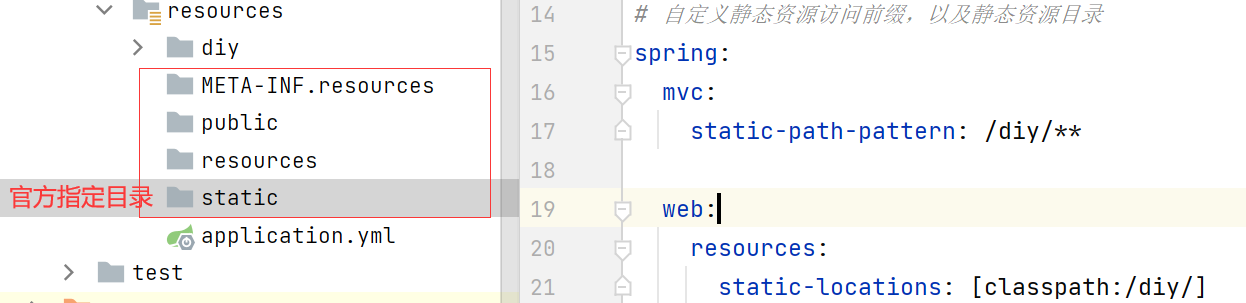 resources
diy
META-INF.resources
public
resources
官方指定目录 static
application.yml
test
14 # 自定义静态资源访问前缀，以及静态资源目录
15 spring:
16 mvc:
17 static-path-pattern: /diy/**
18
19 web:
20 resources:
21 static-locations: [classpath:/diy/]